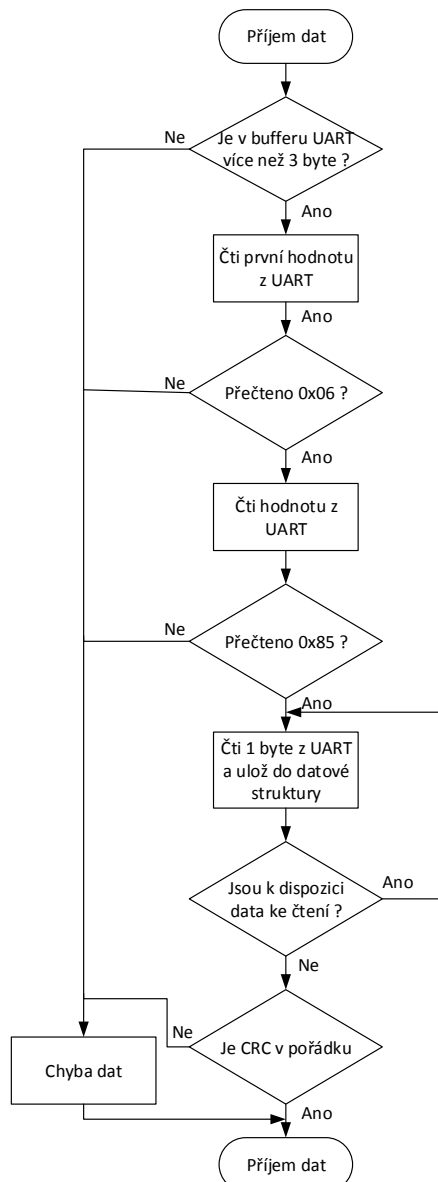 Příjem dat
Ne
Je v bufferu UART
více než 3 byte ?
Ano
Čti první hodnotu
z UART
Ano
Ne
Přečteno 0x06 ?
Ano
Čti hodnotu z
UART
Ne
Přečteno 0x85 ?
Ano
Čti 1 byte z UART
a ulož do datové
struktury
Jsou k dispozici
data ke čtení ?
Ano
Ne
Ne
Je CRC v pořádku
Chyba dat
Ano
Příjem dat